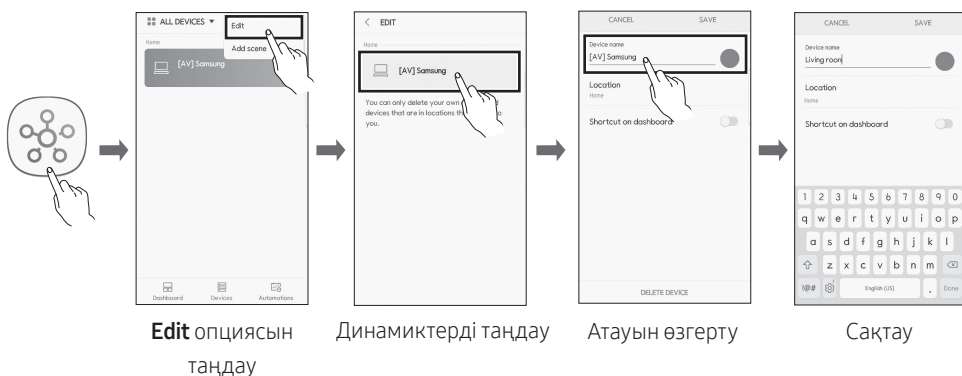 ALL DEVICES ▼
Edit
Add scene
Home
[AV] Samsung
Dashboard Devices Automations
< EDIT
Home
[AV] Samsung
You can only delete your own
devices that are in locations
you.
CANCEL SAVE
Device name
[AV] Samsung
Location
Home
Shortcut on dashboard
DELETE DEVICE
CANCEL SAVE
Device name
Living roon
Location
Home
Shortcut on dashboard
1 2 3 4 5 6 7 8 9 0
q w e r t y u i o p
a s d f g h j k l
z x c v b n m
!@# English (US) . Done
Edit опциясын
таңдау
Динамиктерді таңдау
Атауын өзгерту
Сақтау